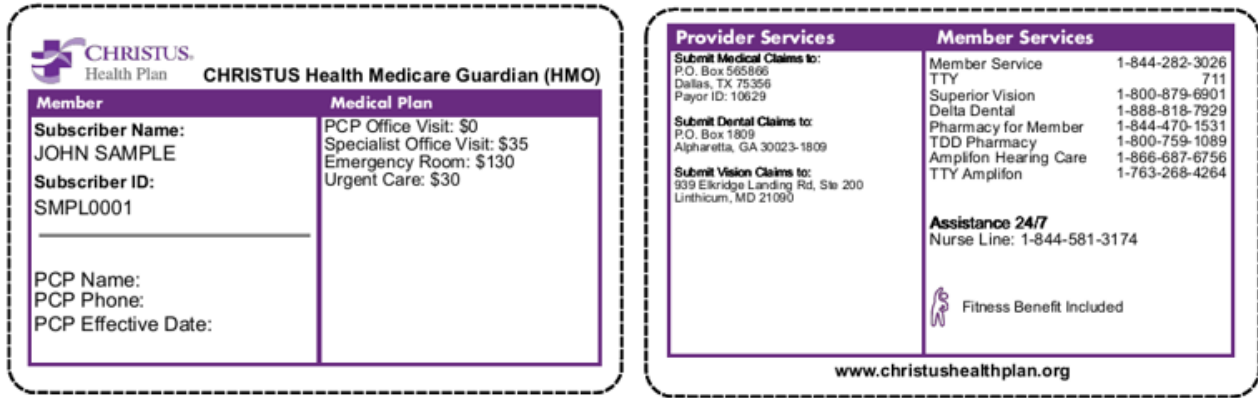 CHRISTUS®
Health Plan
CHRISTUS Health Medicare Guardian (HMO)
Member
Subscriber Name:
JOHN SAMPLE
Subscriber ID:
SMPL0001
PCP Name:
PCP Phone:
PCP Effective Date:
Medical Plan
PCP Office Visit: $0
Specialist Office Visit: $35
Emergency Room: $130
Urgent Care: $30
Provider Services
Submit Medical Claims to:
P.O. Box 565866
Dallas, TX 75356
Payor ID: 10629
Submit Dental Claims to:
P.O. Box 1809
Alpharetta, GA 30023-1809
Submit Vision Claims to:
939 Elkridge Landing Rd, Ste 200
Linthicum, MD 21090
Member Services
Member Service 1-844-282-3026
TTY 711
Superior Vision 1-800-879-6901
Delta Dental 1-888-818-7929
Pharmacy for Member 1-844-470-1531
TDD Pharmacy 1-800-759-1089
Amplifon Hearing Care 1-866-687-6756
TTY Amplifon 1-763-268-4264
Assistance 24/7
Nurse Line: 1-844-581-3174
Fitness Benefit Included
www.christushealthplan.org